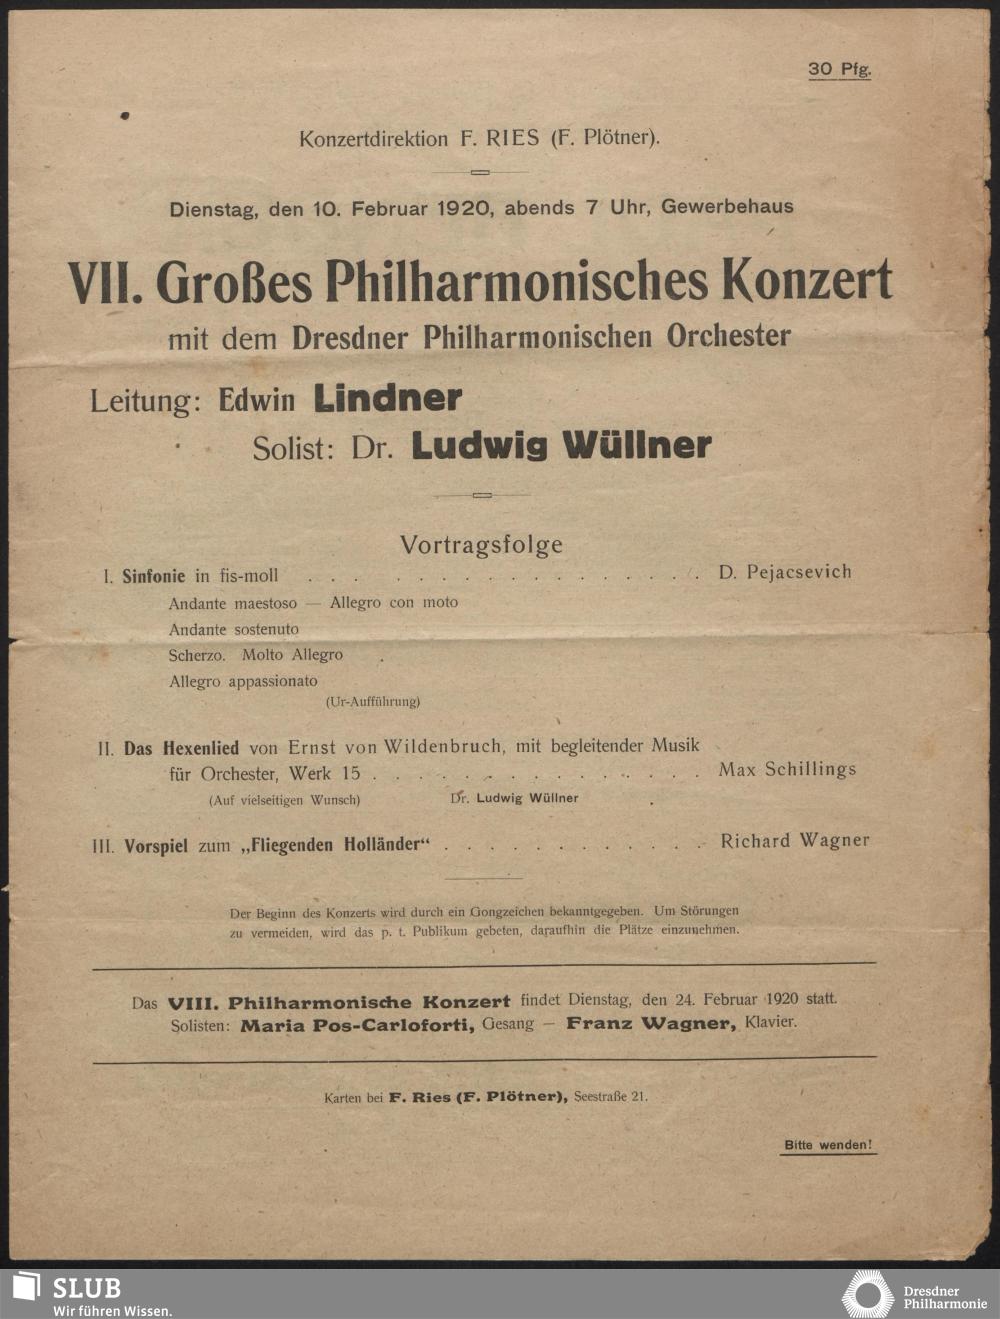 30 Pfg.
Konzertdirektion F. RIES (F. Plötner).
Dienstag, den 10. Februar 1920, abends 7 Uhr, Gewerbehaus
VII. Großes Philharmonisches Konzert
mit dem Dresdner Philharmonischen Orchester
Leitung: Edwin Lindner
Solist: Dr. Ludwig Wüllner
Vortragsfolge
I. Sinfonie in fis-moll . . . . . . . . . . . . . . . . . D. Pejacsevich
Andante maestoso — Allegro con moto
Andante sostenuto
Scherzo. Molto Allegro
Allegro appassionato
(Ur-Aufführung)
II. Das Hexenlied von Ernst von Wildenbruch, mit begleitender Musik
für Orchester, Werk 15 . . . . . . . . . . . . . . . Max Schillings
(Auf vielseitigen Wunsch) Dr. Ludwig Wüllner
III. Vorspiel zum „Fliegenden Holländer“ . . . . . . . . . . . . Richard Wagner
Der Beginn des Konzerts wird durch ein Gongzeichen bekanntgegeben. Um Störungen
zu vermeiden, wird das p. t. Publikum gebeten, daraufhin die Plätze einzunehmen.
Das VIII. Philharmonische Konzert findet Dienstag, den 24. Februar 1920 statt.
Solisten: Maria Pos-Carloforti, Gesang — Franz Wagner, Klavier.
Karten bei F. Ries (F. Plötner), Seestraße 21.
Bitte wenden!
SLUB
Wir führen Wissen.
Dresdner
Philharmonie